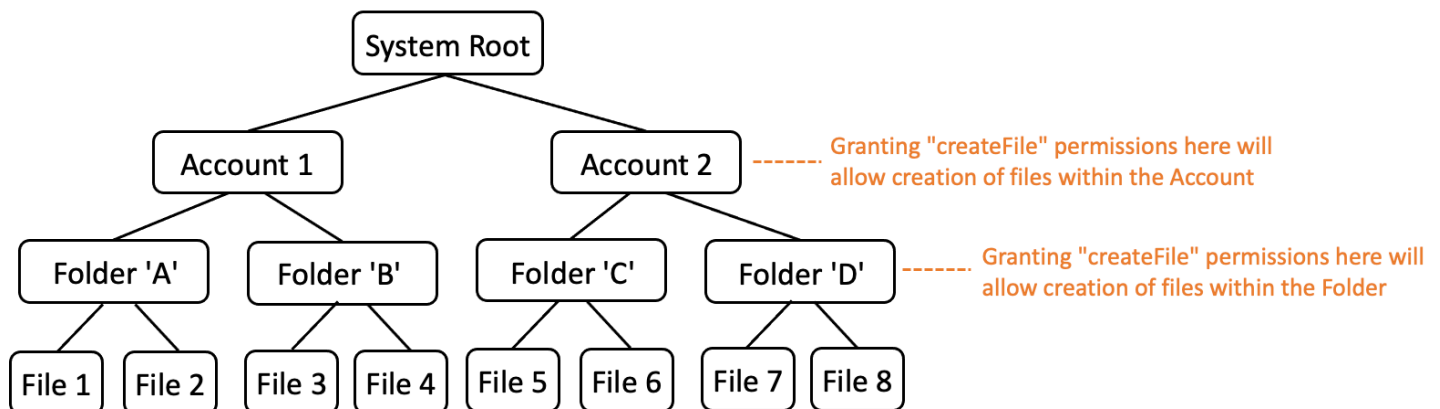 System Root
Account 1
Account 2
Granting "createFile" permissions here will
allow creation of files within the Account
Folder 'A'
Folder 'B'
Folder 'C'
Folder 'D'
Granting "createFile" permissions here will
allow creation of files within the Folder
File 1
File 2
File 3
File 4
File 5
File 6
File 7
File 8